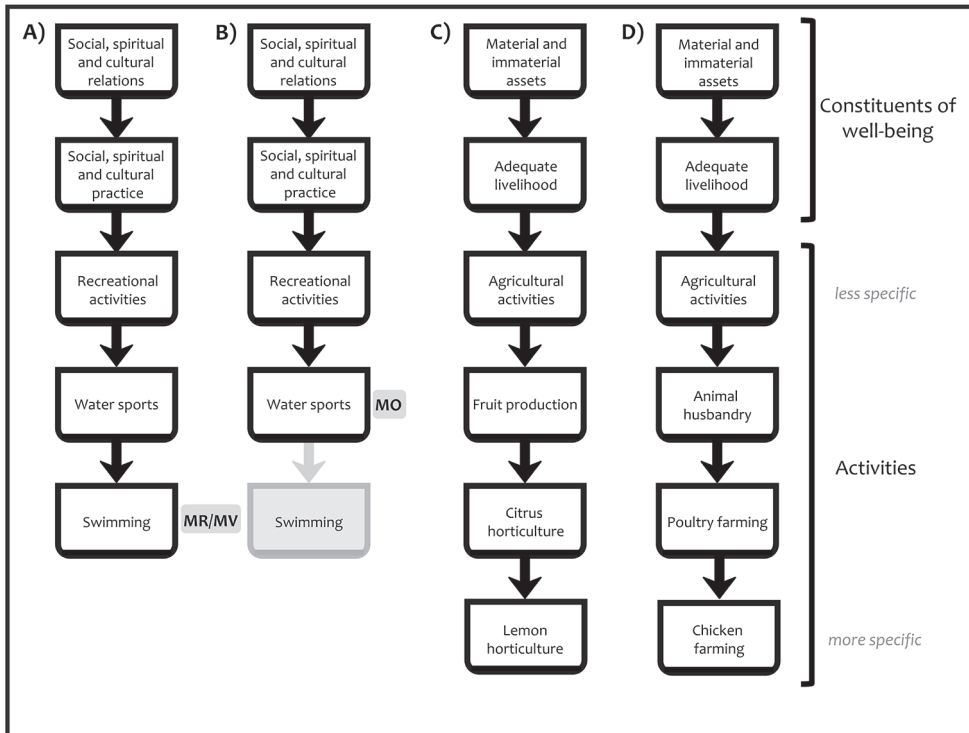 A)
Social, spiritual
and cultural
relations
Social, spiritual
and cultural
practice
Recreational
activities
Water sports
Swimming
MR/MV
B)
Social, spiritual
and cultural
relations
Social, spiritual
and cultural
practice
Recreational
activities
Water sports
MO
Swimming
C)
Material and
immaterial
assets
Adequate
livelihood
Agricultural
activities
Fruit production
Citrus
horticulture
Lemon
horticulture
D)
Material and
immaterial
assets
Adequate
livelihood
Agricultural
activities
Animal
husbandry
Poultry farming
Chicken
farming
Constituents of
well-being
less specific
Activities
more specific